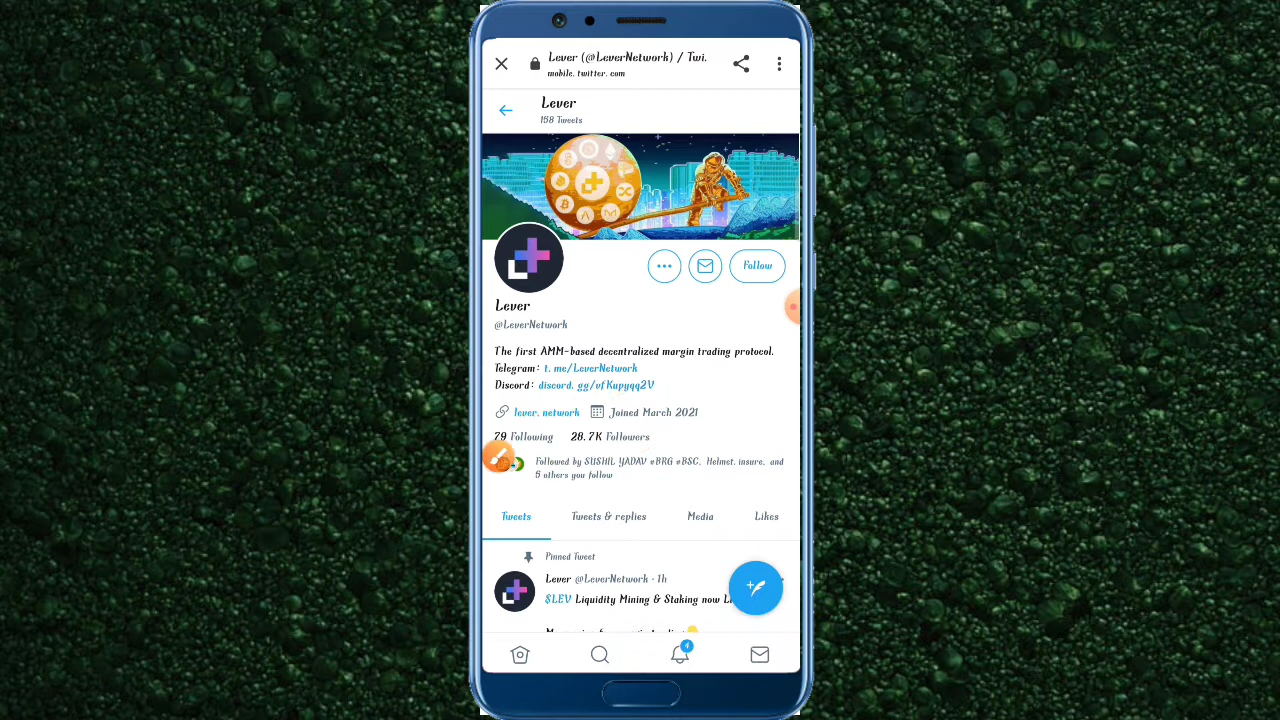 Lever (@LeverNetwork) / Twi.
mobile. twitter. com
Lever
158 Tweets
Follow
Lever
@LeverNetwork
The first AMM-based decentralized margin trading protocol.
Telegram: t. me/LeverNetwork
Discord: discord. gg/vfKupyqq2V
lever. network Joined March 2021
79 Following 28.7K Followers
Followed by SUSHIL YADAV #BRG #BSC, Helmet. insure, and
5 others you follow
Tweets Tweets & replies Media Likes
Pinned Tweet
Lever @LeverNetwork · 1h
$LEV Liquidity Mining & Staking now